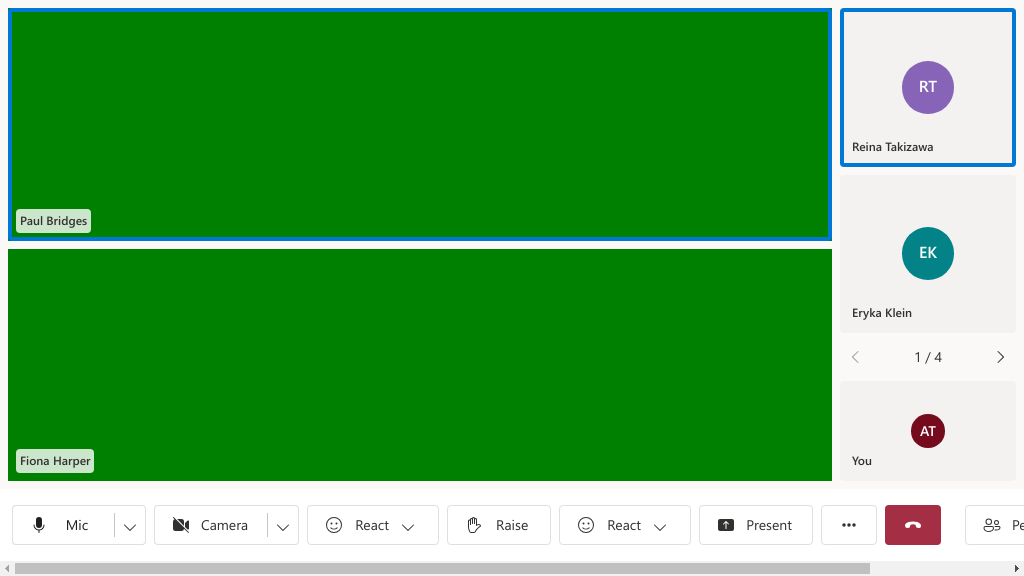 Paul Bridges
Fiona Harper
RT
Reina Takizawa
EK
Eryka Klein
1 / 4
AT
You
Mic
Camera
React
Raise
React
Present
Pe